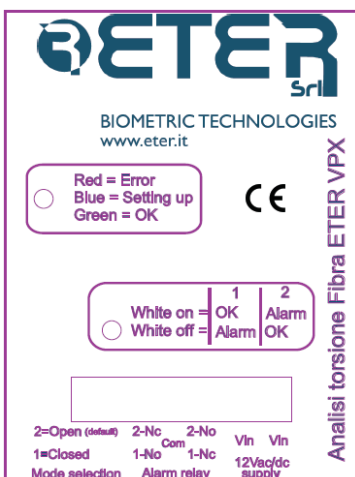 ETER
Srl
BIOMETRIC TECHNOLOGIES
www.eter.it
Red = Error
Blue = Setting up
Green = OK
CE
1 2
White on = OK Alarm
White off = Alarm OK
2=Open (default) 2-Nc 2-No
Com
1=Closed 1-No 1-Nc
Vin Vin
12Vac/dc
Mode selection Alarm relay supply
Analisi torsione Fibra ETER VPX